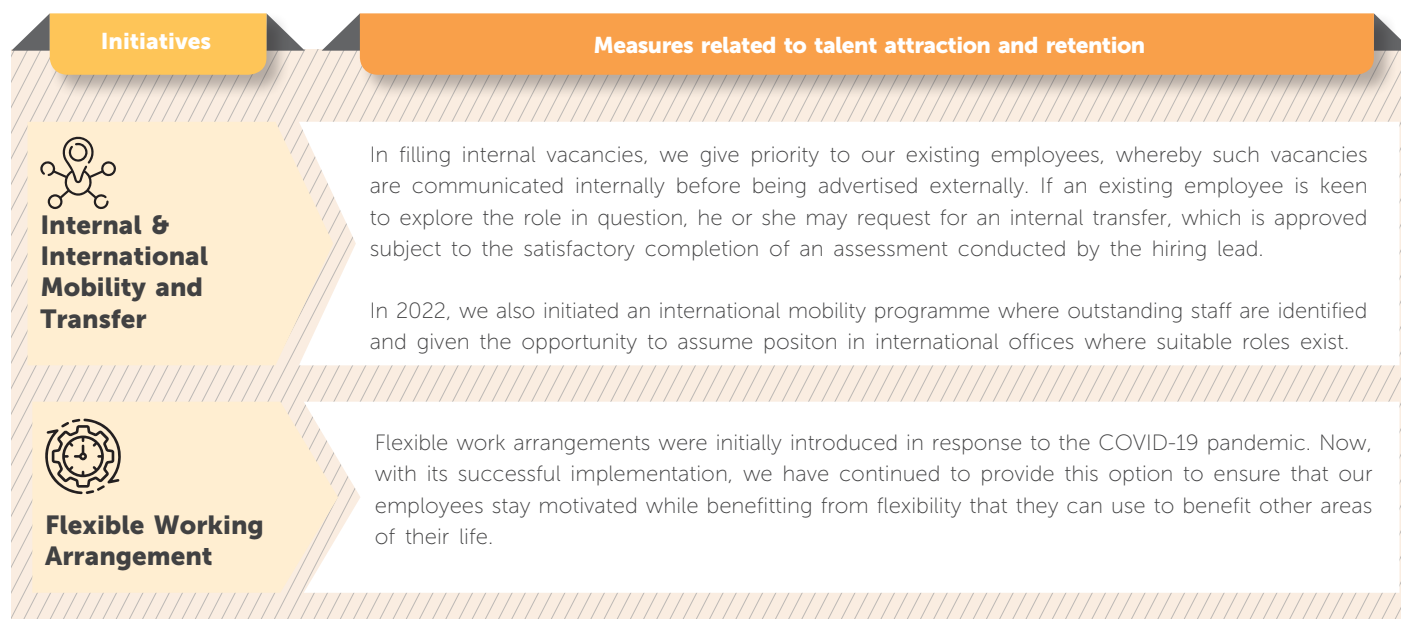 Initiatives
Measures related to talent attraction and retention
Internal &
International
Mobility and
Transfer
In filling internal vacancies, we give priority to our existing employees, whereby such vacancies
are communicated internally before being advertised externally. If an existing employee is keen
to explore the role in question, he or she may request for an internal transfer, which is approved
subject to the satisfactory completion of an assessment conducted by the hiring lead.
In 2022, we also initiated an international mobility programme where outstanding staff are identified
and given the opportunity to assume positon in international offices where suitable roles exist.
Flexible Working
Arrangement
Flexible work arrangements were initially introduced in response to the COVID-19 pandemic. Now,
with its successful implementation, we have continued to provide this option to ensure that our
employees stay motivated while benefitting from flexibility that they can use to benefit other areas
of their life.